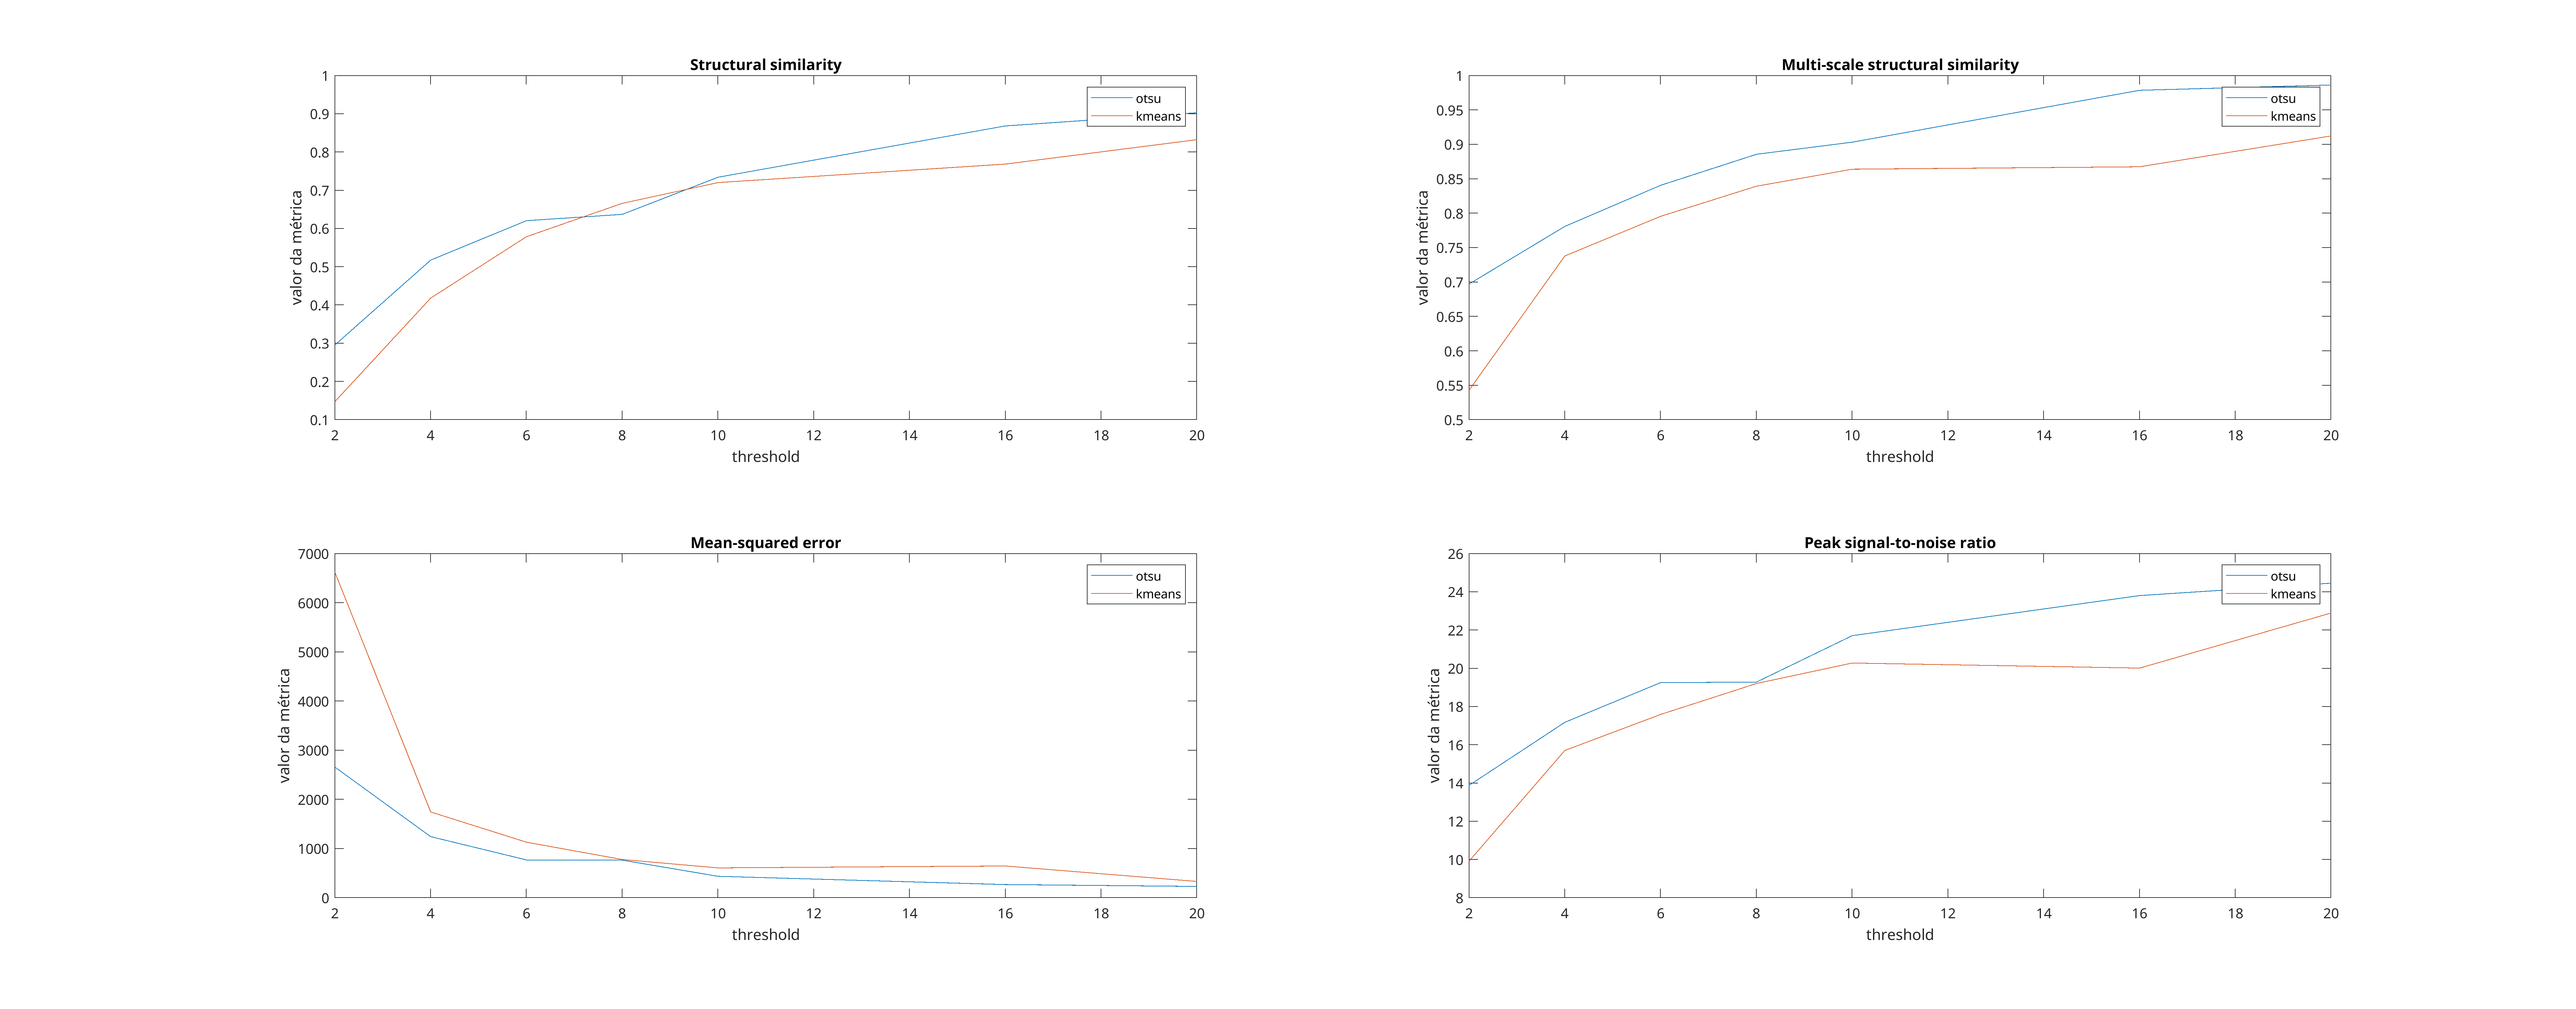 Structural similarity
1
0.9
0.8
0.7
0.6
0.5
0.4
0.3
0.2
0.1
valor da métrica
otsu
kmeans
2 4 6 8 10 12 14 16 18 20
threshold
Multi-scale structural similarity
1
0.95
0.9
0.85
0.8
0.75
0.7
0.65
0.6
0.55
0.5
valor da métrica
otsu
kmeans
2 4 6 8 10 12 14 16 18 20
threshold
Mean-squared error
7000
6000
5000
4000
3000
2000
1000
0
valor da métrica
otsu
kmeans
2 4 6 8 10 12 14 16 18 20
threshold
Peak signal-to-noise ratio
26
24
22
20
18
16
14
12
10
8
valor da métrica
otsu
kmeans
2 4 6 8 10 12 14 16 18 20
threshold